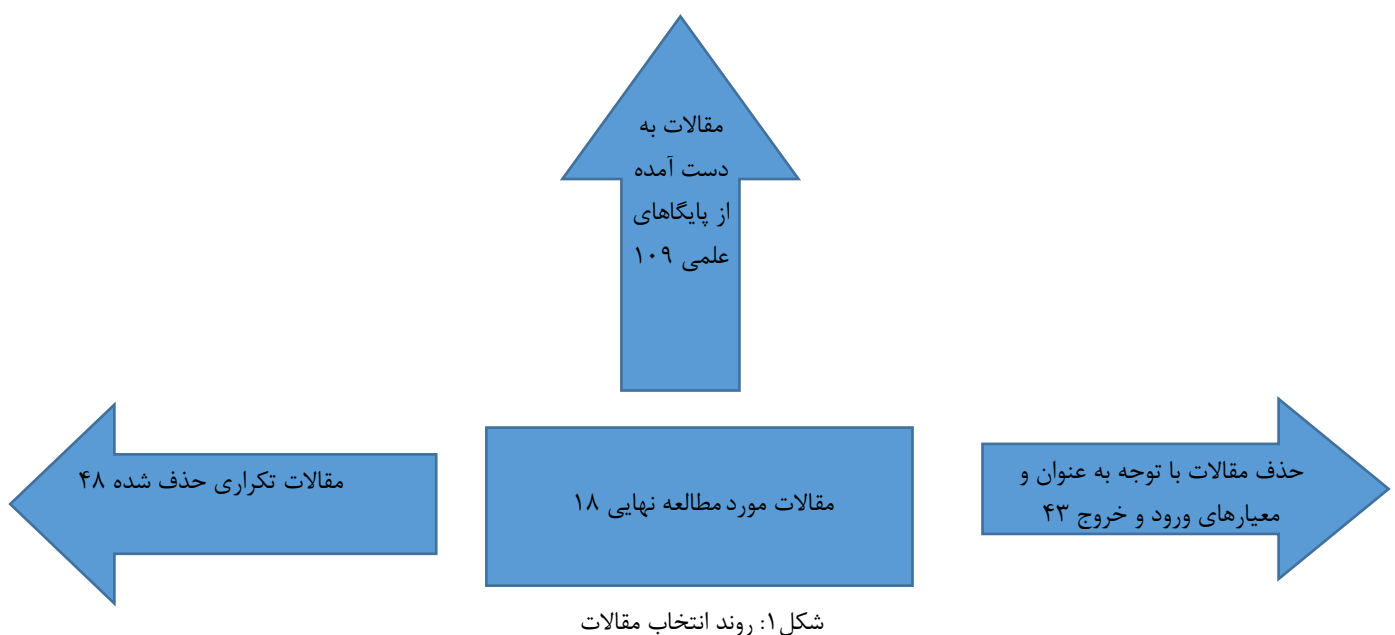 مقالات به
دست آمده
از پایگاهای
علمی ۱۰۹
حذف مقالات با توجه به عنوان و
معیارهای ورود و خروج ۴۳
مقالات مورد مطالعه نهایی ۱۸
مقالات تکراری حذف شده ۴۸
شکل۱: روند انتخاب مقالات